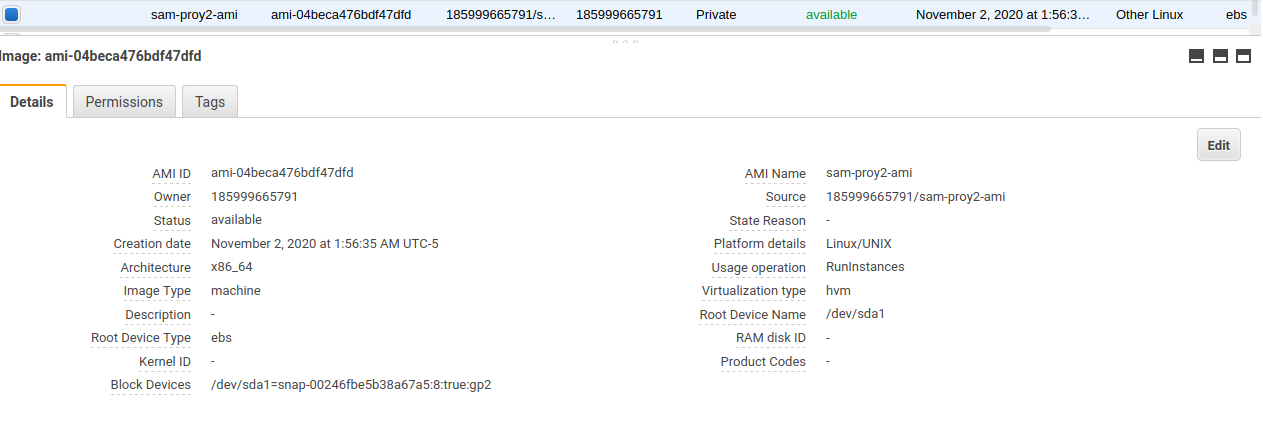 sam-proy2-ami ami-04beca476bdf47dfd 185999665791/s… 185999665791 Private available November 2, 2020 at 1:56:3… Other Linux ebs
Image: ami-04beca476bdf47dfd
Details Permissions Tags
Edit
AMI ID ami-04beca476bdf47dfd AMI Name sam-proy2-ami
Owner 185999665791 Source 185999665791/sam-proy2-ami
Status available State Reason -
Creation date November 2, 2020 at 1:56:35 AM UTC-5 Platform details Linux/UNIX
Architecture x86_64 Usage operation RunInstances
Image Type machine Virtualization type hvm
Description - Root Device Name /dev/sda1
Root Device Type ebs RAM disk ID -
Kernel ID - Product Codes -
Block Devices /dev/sda1=snap-00246fbe5b38a67a5:8:true:gp2